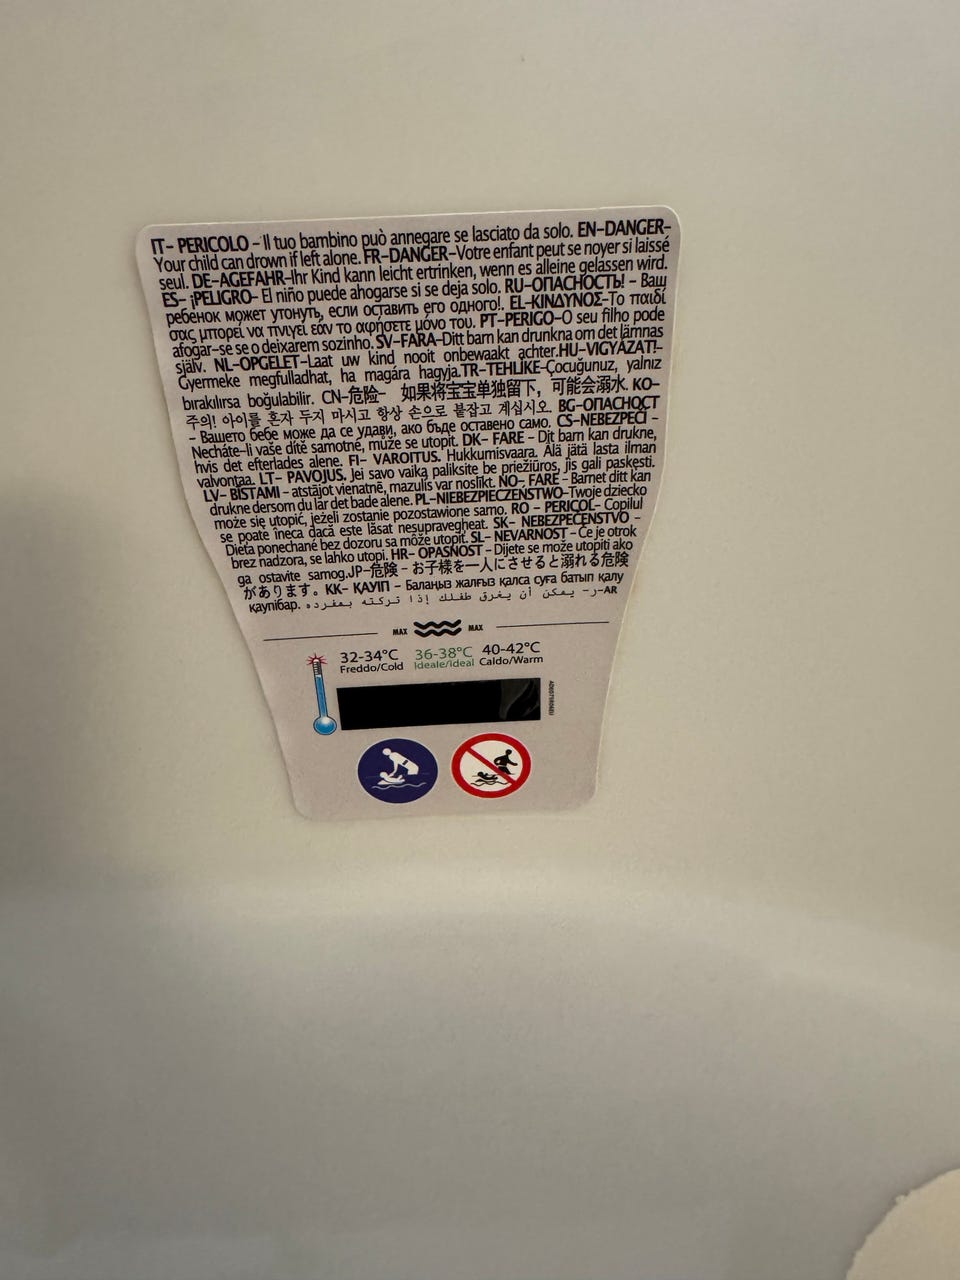 IT- PERICOLO - Il tuo bambino può annegare se lasciato da solo. EN-DANGER-
Your child can drown if left alone. FR-DANGER-Votre enfant peut se noyer si laissé
seul. DE-AGEFAHR-Ihr Kind kann leicht ertrinken, wenn es alleine gelassen wird.
ES- ¡PELIGRO- El niño puede ahogarse si se deja solo. RU-ОПАСНОСТЬ! - Ваш
ребенок может утонуть, если оставить его одного!. EL-ΚΙΝΔΥΝΟΣ-Το παιδί
σας μπορεί να πνιγεί εάν το αφήσετε μόνο του. PT-PERIGO-O seu filho pode
afogar-se se o deixarem sozinho. SV-FARA-Ditt barn kan drunkna om det lämnas
själv. NL-OPGELET-Laat uw kind nooit onbewaakt achter.HU-VIGYÁZAT!-
Gyermeke megfulladhat, ha magára hagyja.TR-TEHLİKE-Çocuğunuz, yalnız
bırakılırsa boğulabilir. CN-危险- 如果将宝宝单独留下，可能会溺水. KO-
주의! 아이를 혼자 두지 마시고 항상 손으로 붙잡고 계십시오. BG-ОПАСНОСТ
- Вашето бебе може да се удави, ако бъде оставено само. CS-NEBEZPEČÍ -
Necháte-li vaše dítě samotné, může se utopit. DK- FARE - Dit barn kan drukne,
hvis det efterlades alene. FI- VAROITUS. Hukkumisvaara. Älä jätä lasta ilman
valvontaa. LT- PAVOJUS. Jei savo vaiką paliksite be priežiūros, jis gali paskęsti.
LV- BĪSTAMI - atstājot vienatnē, mazulis var noslīkt. NO- FARE - Barnet ditt kan
drukne dersom du lar det bade alene. PL-NIEBEZPIECZEŃSTWO-Twoje dziecko
może się utopić, jeżeli zostanie pozostawione samo. RO - PERICOL- Copilul
se poate îneca dacă este lăsat nesupravegheat. SK- NEBEZPEČENSTVO -
Dieťa ponechané bez dozoru sa môže utopiť. SL- NEVARNOST - Če je otrok
brez nadzora, se lahko utopi. HR- OPASNOST - Dijete se može utopiti ako
ga ostavite samog.JP-危険 - お子様を一人にさせると溺れる危険
があります。KK- ҚАУІП - Балаңыз жалғыз қалса суға батып қалу
қаупібар. يمكن أن يغرق طفلك إذا تركته بمفرده -ر-AR
MAX MAX
32-34°C 36-38°C 40-42°C
Freddo/Cold Ideale/Ideal Caldo/Warm